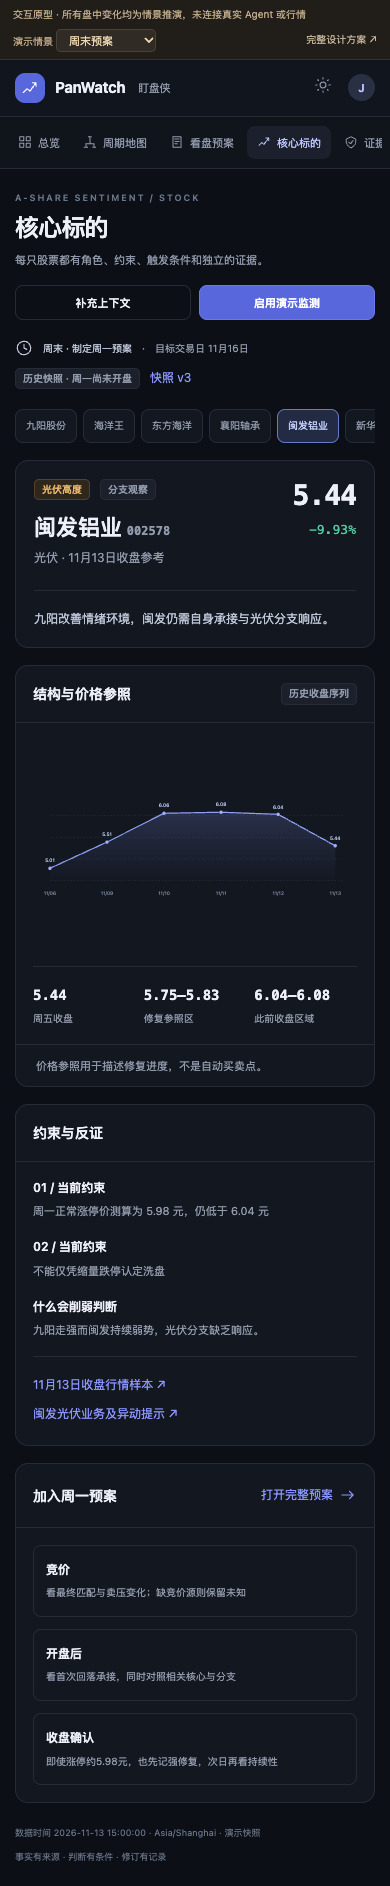 交互原型 · 所有盘中变化均为情景推演，未连接真实 Agent 或行情
演示情景 周末预案 完整设计方案 ↗
PanWatch 盯盘侠 J
总览 周期地图 看盘预案 核心标的 证据
A-SHARE SENTIMENT / STOCK
核心标的
每只股票都有角色、约束、触发条件和独立的证据。
补充上下文 启用演示监测
周末 · 制定周一预案 · 目标交易日 11月16日
历史快照 · 周一尚未开盘 快照 v3
九阳股份 海洋王 东方海洋 襄阳轴承 闽发铝业 新华
光伏高度 分支观察 5.44
闽发铝业 002578 -9.93%
光伏 · 11月13日收盘参考
九阳改善情绪环境，闽发仍需自身承接与光伏分支响应。
结构与价格参照 历史收盘序列
5.01 5.51 6.06 6.08 6.04 5.44
11/06 11/09 11/10 11/11 11/12 11/13
5.44 5.75—5.83 6.04—6.08
周五收盘 修复参照区 此前收盘区域
价格参照用于描述修复进度，不是自动买卖点。
约束与反证
01 / 当前约束
周一正常涨停价测算为 5.98 元，仍低于 6.04 元
02 / 当前约束
不能仅凭缩量跌停认定洗盘
什么会削弱判断
九阳走强而闽发持续弱势，光伏分支缺乏响应。
11月13日收盘行情样本 ↗
闽发光伏业务及异动提示 ↗
加入周一预案 打开完整预案 →
竞价
看最终匹配与卖压变化；缺竞价源则保留未知
开盘后
看首次回落承接，同时对照相关核心与分支
收盘确认
即使涨停约5.98元，也先记强修复，次日再看持续性
数据时间 2026-11-13 15:00:00 · Asia/Shanghai · 演示快照
事实有来源 · 判断有条件 · 修订有记录